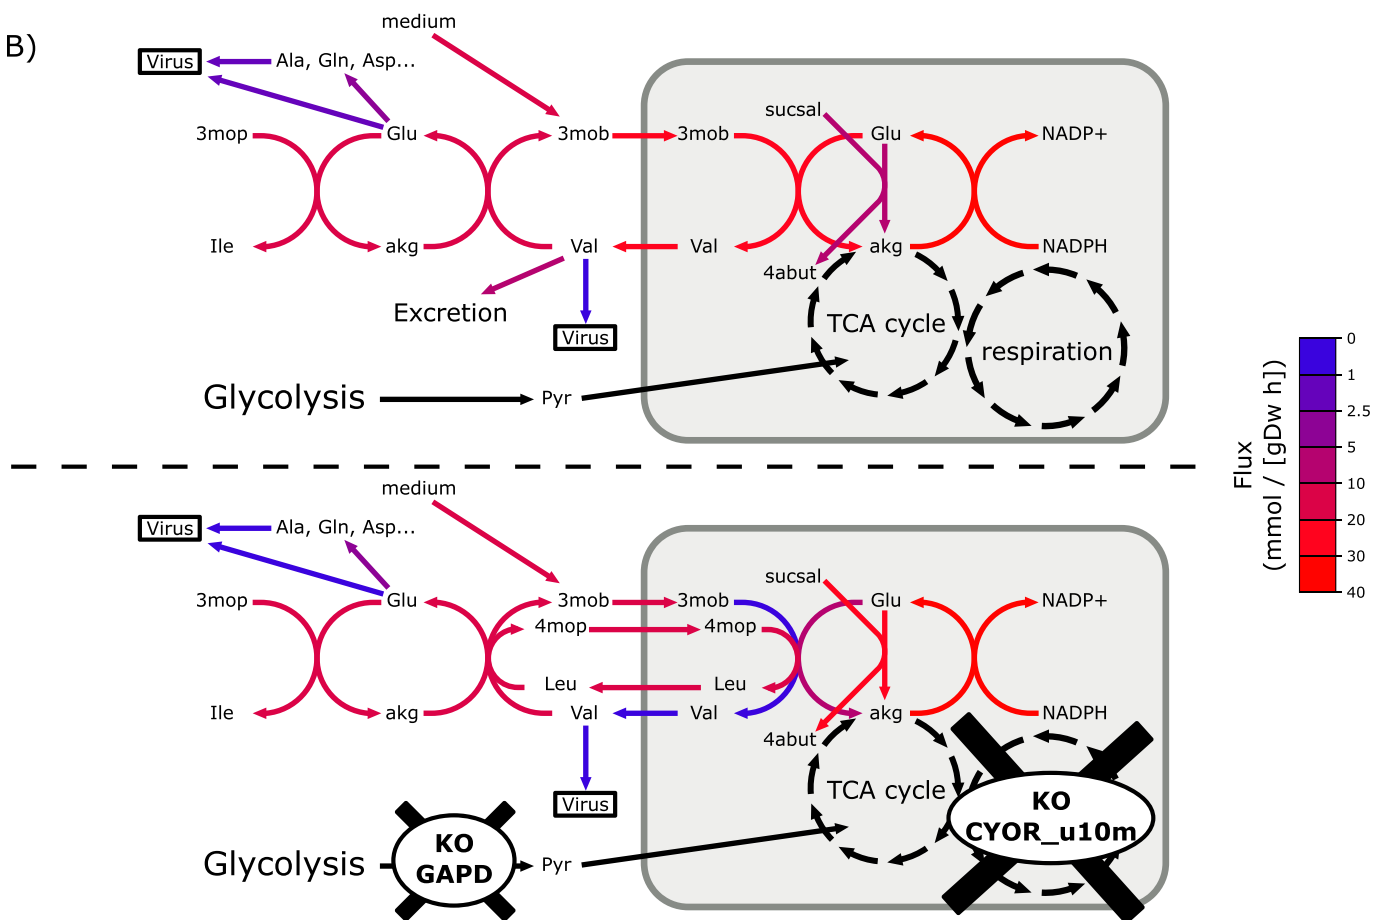 B)
medium
Virus
Ala, Gln, Asp...
sucsal
3mop
Glu
3mob
3mob
Glu
NADP+
Ile
akg
Val
Val
akg
NADPH
4abut
Excretion
Virus
TCA cycle
respiration
Glycolysis
Pyr
medium
Virus
Ala, Gln, Asp...
sucsal
3mop
Glu
3mob
3mob
Glu
NADP+
4mop
4mop
Leu
Leu
Ile
akg
Val
Val
akg
NADPH
4abut
Virus
TCA cycle
KO
CYOR_u10m
Glycolysis
KO
GAPD
Pyr
Flux
(mmol / [gDw h])
0
1
2.5
5
10
20
30
40